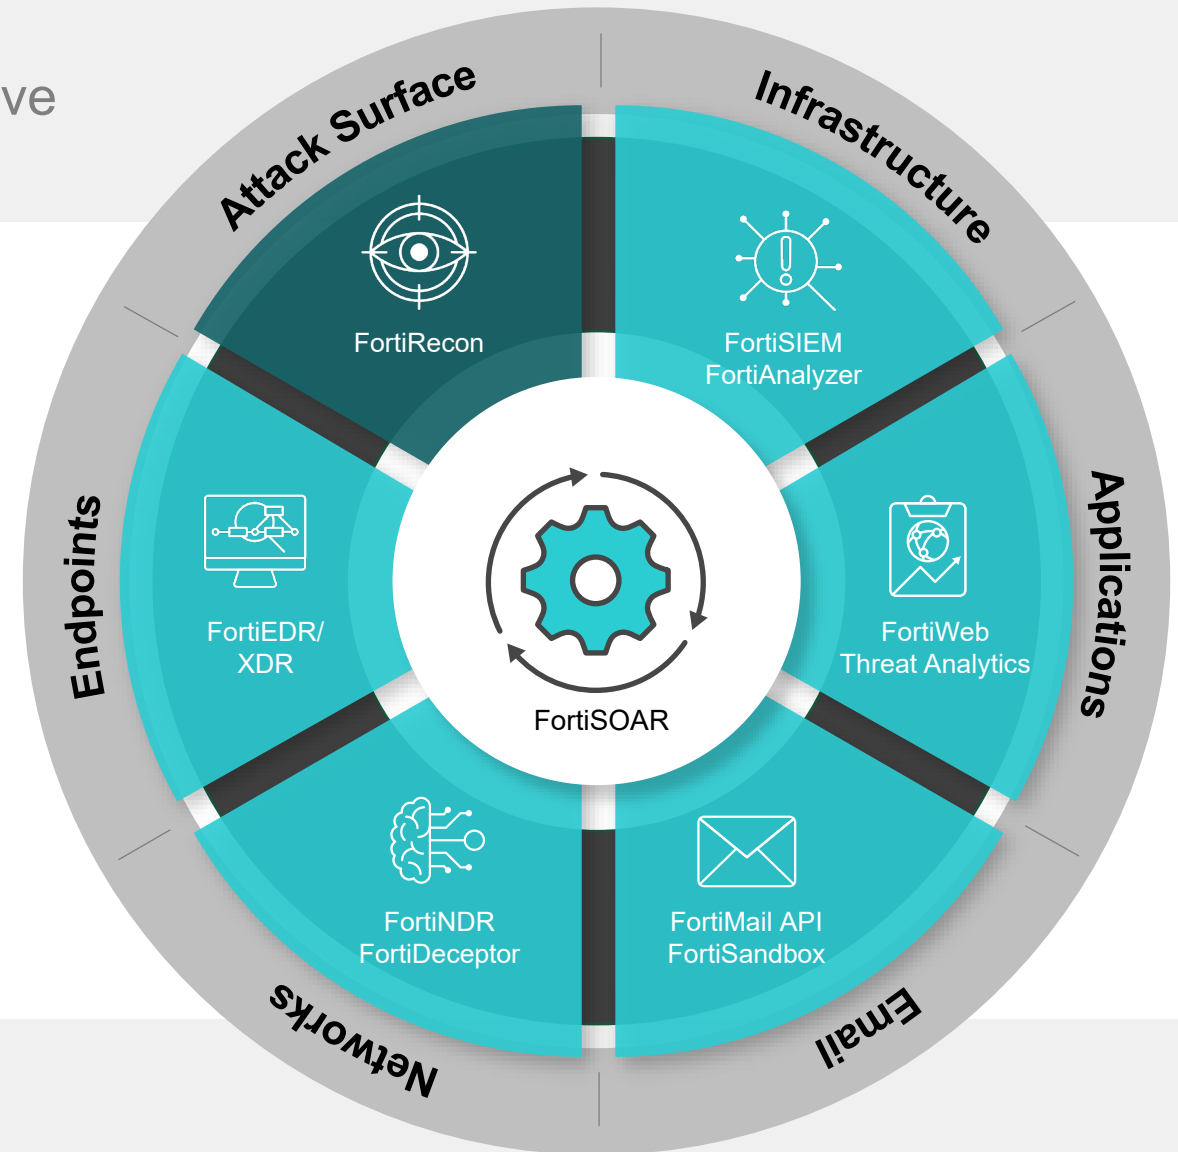 ve
Attack Surface
Infrastructure
FortiRecon
FortiSIEM
FortiAnalyzer
Endpoints
Applications
FortiEDR/
XDR
FortiWeb
Threat Analytics
FortiSOAR
FortiNDR
FortiDeceptor
FortiMail API
FortiSandbox
Networks
Email